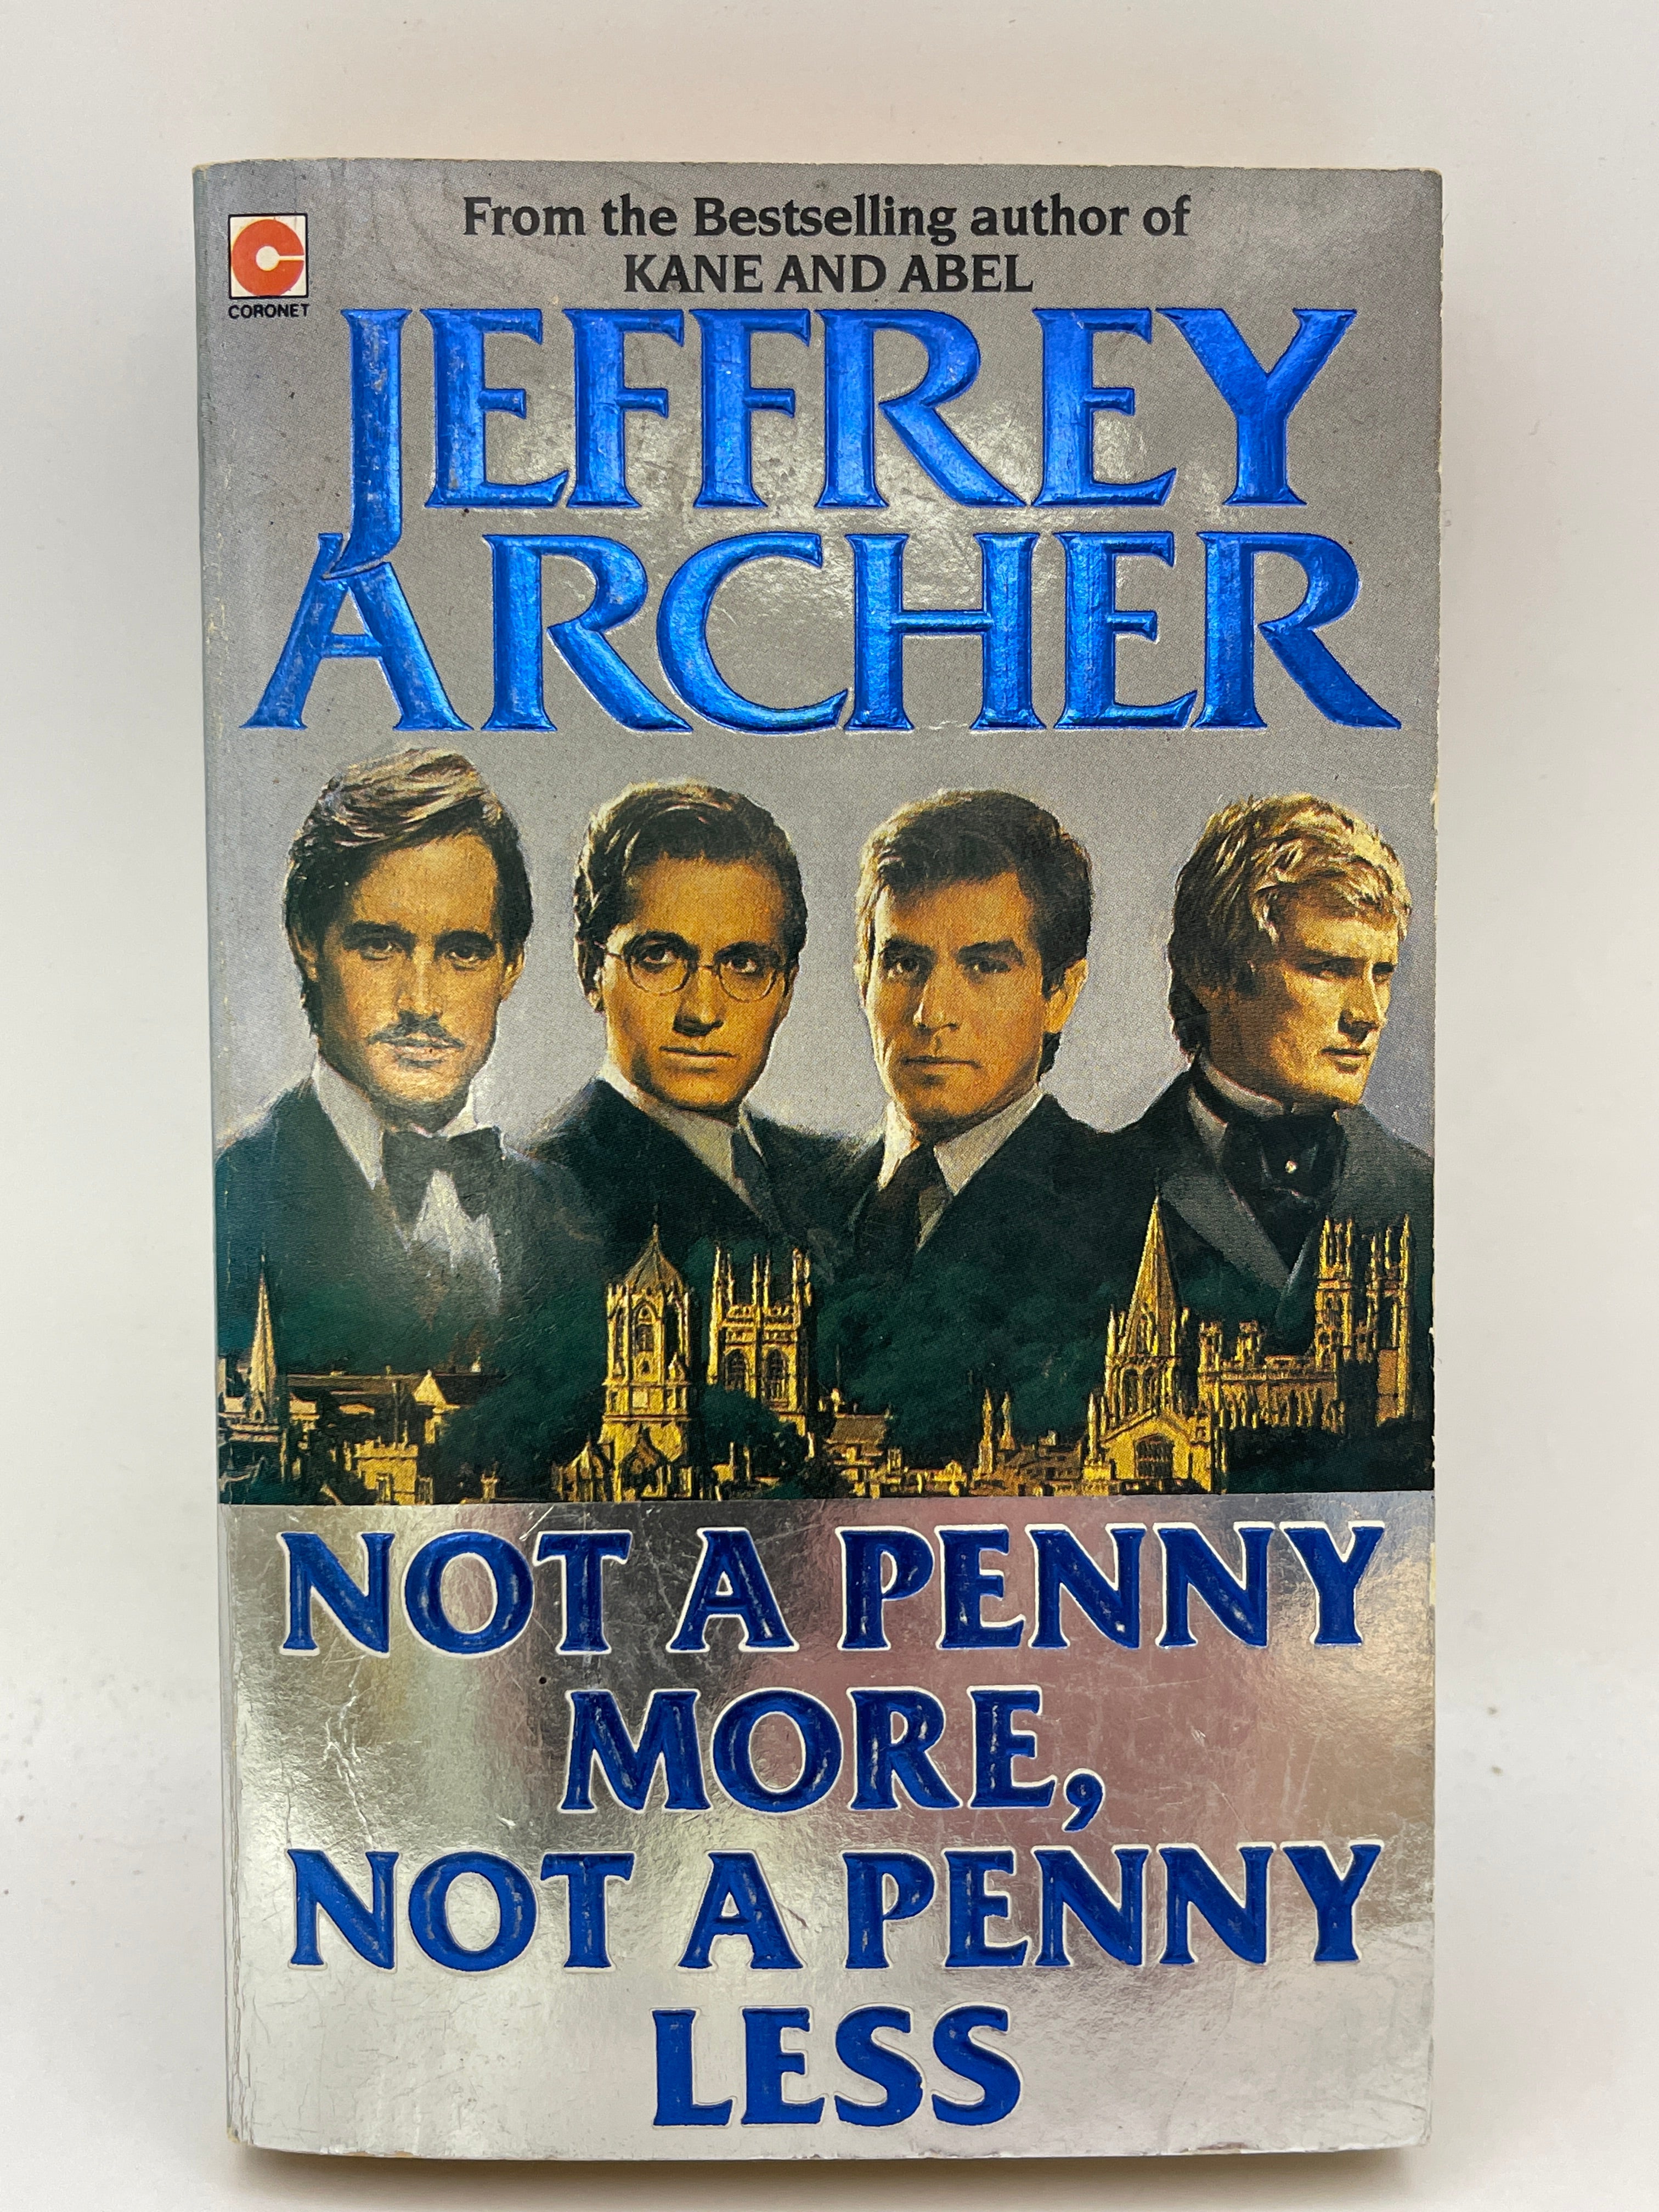 From the Bestselling author of
KANE AND ABEL
CORONET
JEFFREY
ARCHER
NOT A PENNY
MORE,
NOT A PENNY
LESS